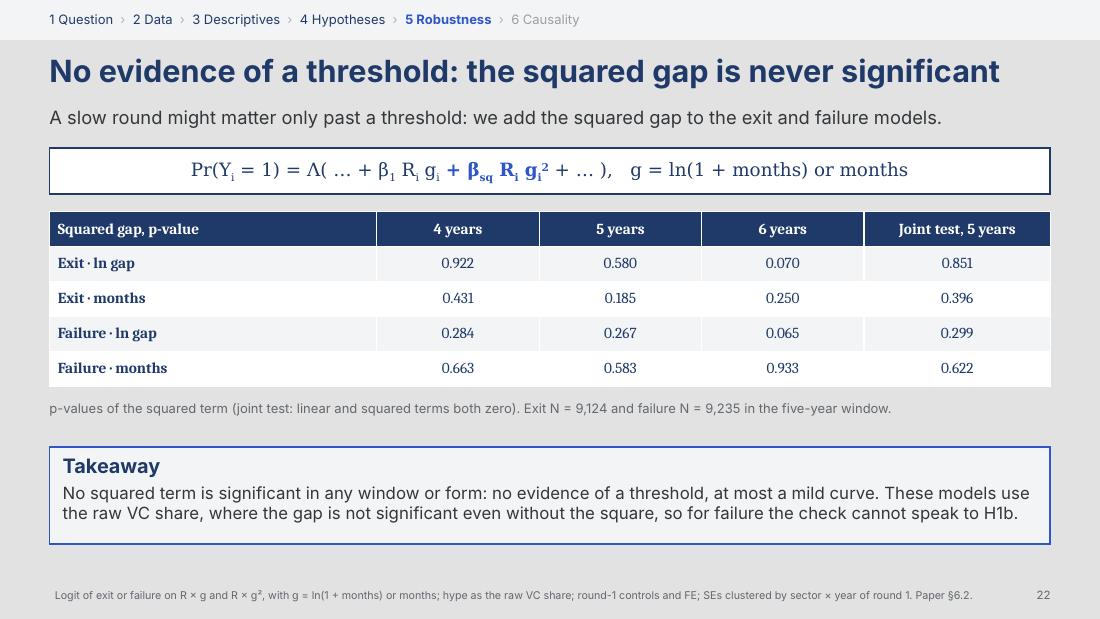 1 Question › 2 Data › 3 Descriptives › 4 Hypotheses › 5 Robustness › 6 Causality
No evidence of a threshold: the squared gap is never significant
A slow round might matter only past a threshold: we add the squared gap to the exit and failure models.
Pr(Yᵢ = 1) = Λ( … + β₁ Rᵢ gᵢ + β_sq Rᵢ gᵢ² + … ), g = ln(1 + months) or months
Squared gap, p-value 4 years 5 years 6 years Joint test, 5 years
Exit · ln gap 0.922 0.580 0.070 0.851
Exit · months 0.431 0.185 0.250 0.396
Failure · ln gap 0.284 0.267 0.065 0.299
Failure · months 0.663 0.583 0.933 0.622
p-values of the squared term (joint test: linear and squared terms both zero). Exit N = 9,124 and failure N = 9,235 in the five-year window.
Takeaway
No squared term is significant in any window or form: no evidence of a threshold, at most a mild curve. These models use
the raw VC share, where the gap is not significant even without the square, so for failure the check cannot speak to H1b.
Logit of exit or failure on R × g and R × g², with g = ln(1 + months) or months; hype as the raw VC share; round-1 controls and FE; SEs clustered by sector × year of round 1. Paper §6.2. 22